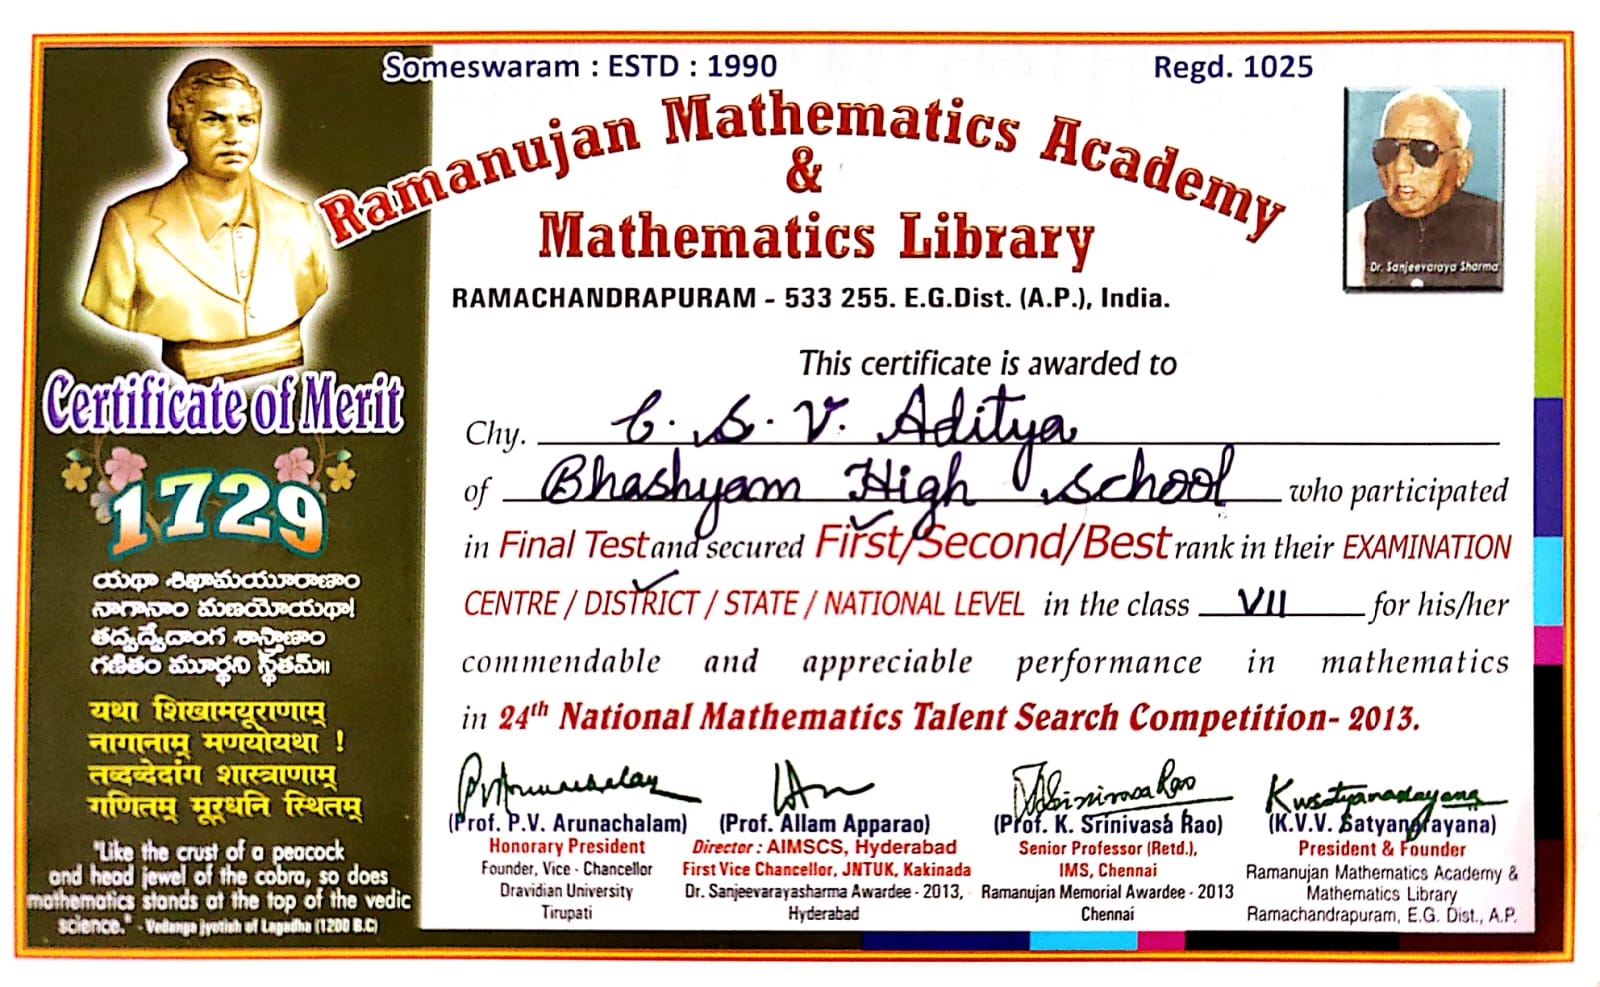 Someswaram : ESTD : 1990
Regd. 1025
Ramanujan Mathematics Academy
&
Mathematics Library
RAMACHANDRAPURAM - 533 255. E.G.Dist. (A.P.), India.
Dr. Sanjeevaraya Sharma
This certificate is awarded to
Chy. C. S. V. Aditya
of Bhashyam High School who participated
in Final Test and secured First/Second/Best rank in their EXAMINATION
CENTRE / DISTRICT / STATE / NATIONAL LEVEL in the class VII for his/her
commendable and appreciable performance in mathematics
in 24th National Mathematics Talent Search Competition- 2013.
Certificate of Merit
1729
యథా శిఖామయూరాణాం
నాగానాం మణయోయథా!
తద్వద్వేదాంగ శాస్త్రాణాం
గణితం మూర్ధని స్థితమ్॥
यथा शिखामयूराणाम्
नागानाम् मणयोयथा !
तब्दव्देदांग शास्त्राणाम्
गणितम् मूर्धनि स्थितम्
"Like the crust of a peacock
and head jewel of the cobra, so does
mathematics stands at the top of the vedic
science." - Vedanga jyotish of Lagadha (1200 B.C)
PVArunachalam
K V Satyanarayana
(Prof. P.V. Arunachalam)
Honorary President
Founder, Vice - Chancellor
Dravidian University
Tirupati
(Prof. Allam Apparao)
Director : AIMSCS, Hyderabad
First Vice Chancellor, JNTUK, Kakinada
Dr. Sanjeevarayasharma Awardee - 2013,
Hyderabad
KSrinivasa Rao
(Prof. K. Srinivasa Rao)
Senior Professor (Retd.),
IMS, Chennai
Ramanujan Memorial Awardee - 2013
Chennai
(K.V.V. Satyanarayana)
President & Founder
Ramanujan Mathematics Academy &
Mathematics Library
Ramachandrapuram, E.G. Dist., A.P.